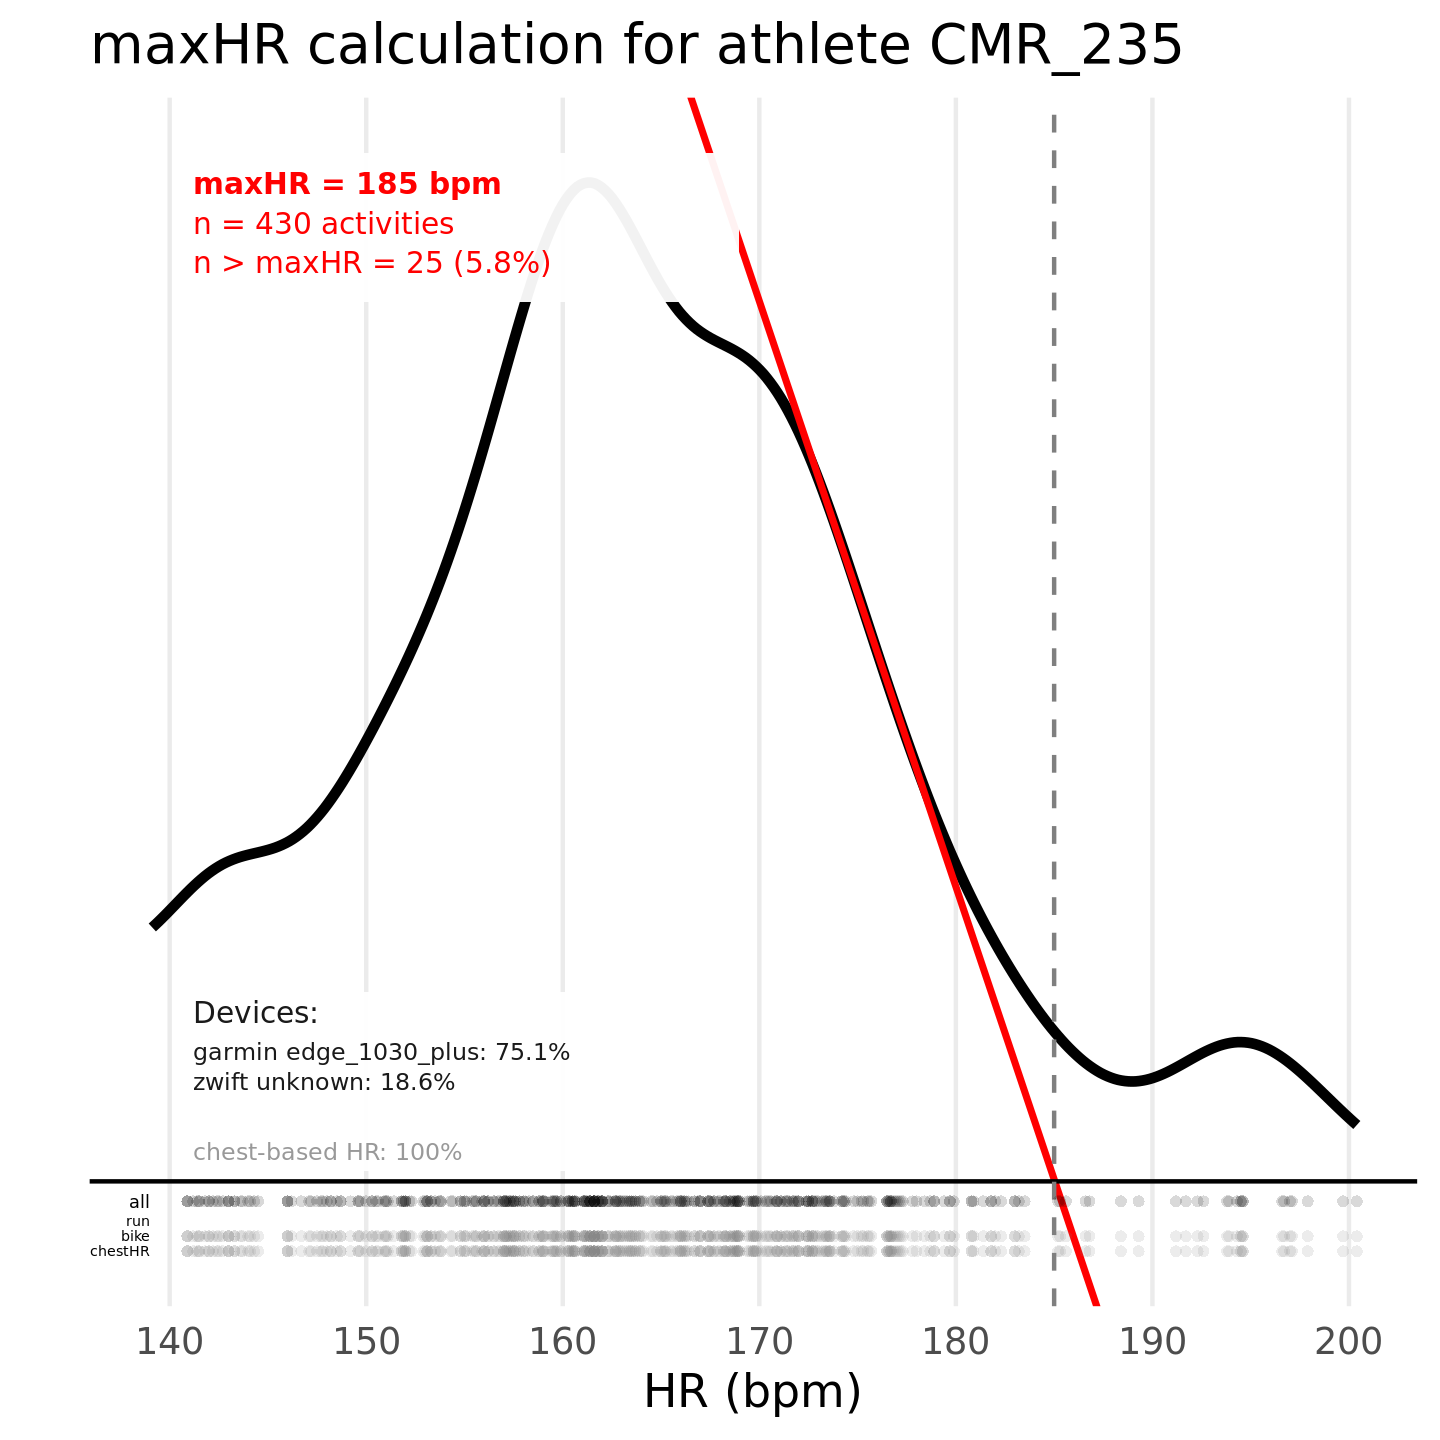 maxHR calculation for athlete CMR_235
maxHR = 185 bpm
n = 430 activities
n > maxHR = 25 (5.8%)
Devices:
garmin edge_1030_plus: 75.1%
zwift unknown: 18.6%
chest-based HR: 100%
all
run
bike
chestHR
140 150 160 170 180 190 200
HR (bpm)